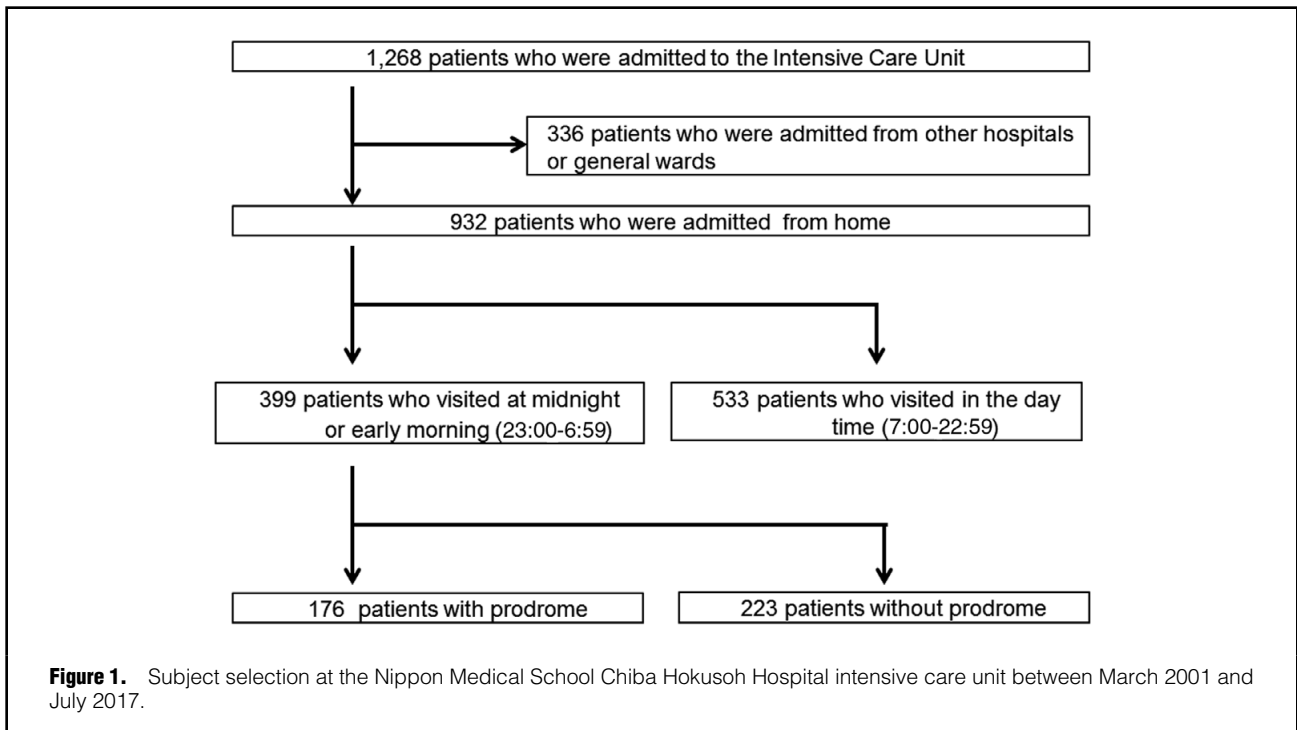 1,268 patients who were admitted to the Intensive Care Unit
336 patients who were admitted from other hospitals
or general wards
932 patients who were admitted from home
399 patients who visited at midnight
or early morning (23:00-6:59)
533 patients who visited in the day
time (7:00-22:59)
176 patients with prodrome
223 patients without prodrome
Figure 1. Subject selection at the Nippon Medical School Chiba Hokusoh Hospital intensive care unit between March 2001 and
July 2017.